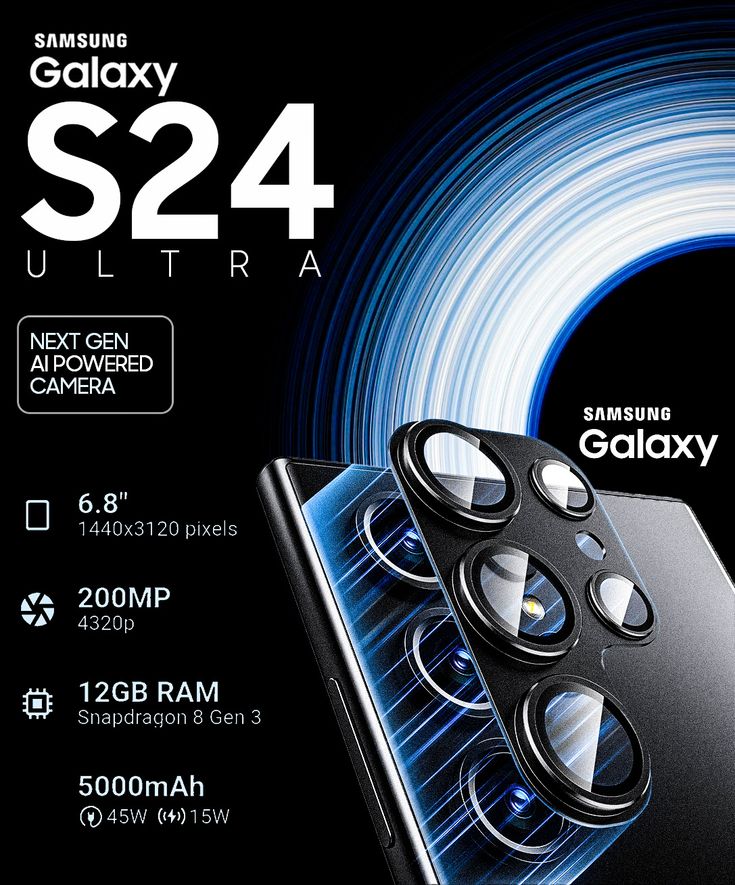 SAMSUNG
Galaxy
S24
ULTRA
NEXT GEN
AI POWERED
CAMERA
SAMSUNG
Galaxy
6.8"
1440x3120 pixels
200MP
4320p
12GB RAM
Snapdragon 8 Gen 3
5000mAh
45W 15W